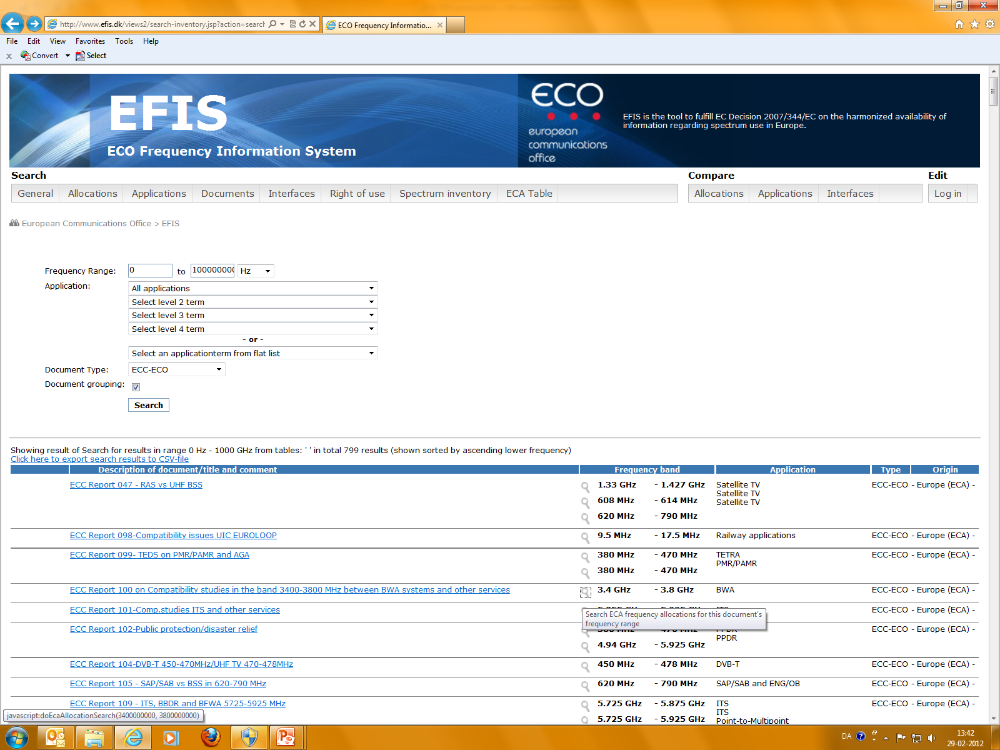 http://www.efis.dk/views2/search-inventory.jsp?action=search
ECO Frequency Informatio...
File Edit View Favorites Tools Help
x Convert Select
EFIS
ECO Frequency Information System
ECO
european
communications
office
EFIS is the tool to fulfill EC Decision 2007/344/EC on the harmonized availability of
information regarding spectrum use in Europe.
Search Compare Edit
General Allocations Applications Documents Interfaces Right of use Spectrum inventory ECA Table Allocations Applications Interfaces Log in
European Communications Office > EFIS
Frequency Range: 0 to 100000000 Hz
Application: All applications
Select level 2 term
Select level 3 term
Select level 4 term
- or -
Select an applicationterm from flat list
Document Type: ECC-ECO
Document grouping:
Search
Showing result of Search for results in range 0 Hz - 1000 GHz from tables: ' ' in total 799 results (shown sorted by ascending lower frequency)
Click here to export search results to CSV-file
Description of document/title and comment Frequency band Application Type Origin
ECC Report 047 - RAS vs UHF BSS 1.33 GHz - 1.427 GHz Satellite TV ECC-ECO - Europe (ECA) -
Satellite TV
608 MHz - 614 MHz Satellite TV
620 MHz - 790 MHz
ECC Report 098-Compatibility issues UIC EUROLOOP 9.5 MHz - 17.5 MHz Railway applications ECC-ECO - Europe (ECA) -
ECC Report 099- TEDS on PMR/PAMR and AGA 380 MHz - 470 MHz TETRA ECC-ECO - Europe (ECA) -
PMR/PAMR
380 MHz - 470 MHz
ECC Report 100 on Compatibility studies in the band 3400-3800 MHz between BWA systems and other services 3.4 GHz - 3.8 GHz BWA ECC-ECO - Europe (ECA) -
ECC Report 101-Comp.studies ITS and other services ECC-ECO - Europe (ECA) -
Search ECA frequency allocations for this document's
frequency range
ECC Report 102-Public protection/disaster relief ECC-ECO - Europe (ECA) -
PPDR
4.94 GHz - 5.925 GHz
ECC Report 104-DVB-T 450-470MHz/UHF TV 470-478MHz 450 MHz - 478 MHz DVB-T ECC-ECO - Europe (ECA) -
ECC Report 105 - SAP/SAB vs BSS in 620-790 MHz 620 MHz - 790 MHz SAP/SAB and ENG/OB ECC-ECO - Europe (ECA) -
ECC Report 109 - ITS, BBDR and BFWA 5725-5925 MHz 5.725 GHz - 5.875 GHz ITS ECC-ECO - Europe (ECA) -
ITS
5.725 GHz - 5.925 GHz Point-to-Multipoint
javascript:doEcaAllocationSearch(3400000000, 3800000000)
DA 13:42
29-02-2012